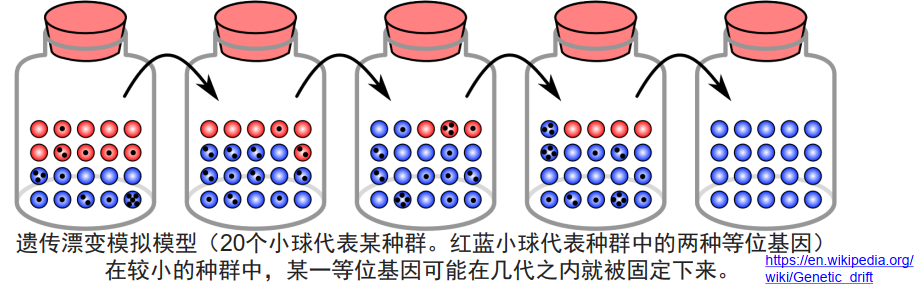 遗传漂变模拟模型（20个小球代表某种群。红蓝小球代表种群中的两种等位基因）
在较小的种群中，某一等位基因可能在几代之内就被固定下来。
https://en.wikipedia.org/
wiki/Genetic_drift